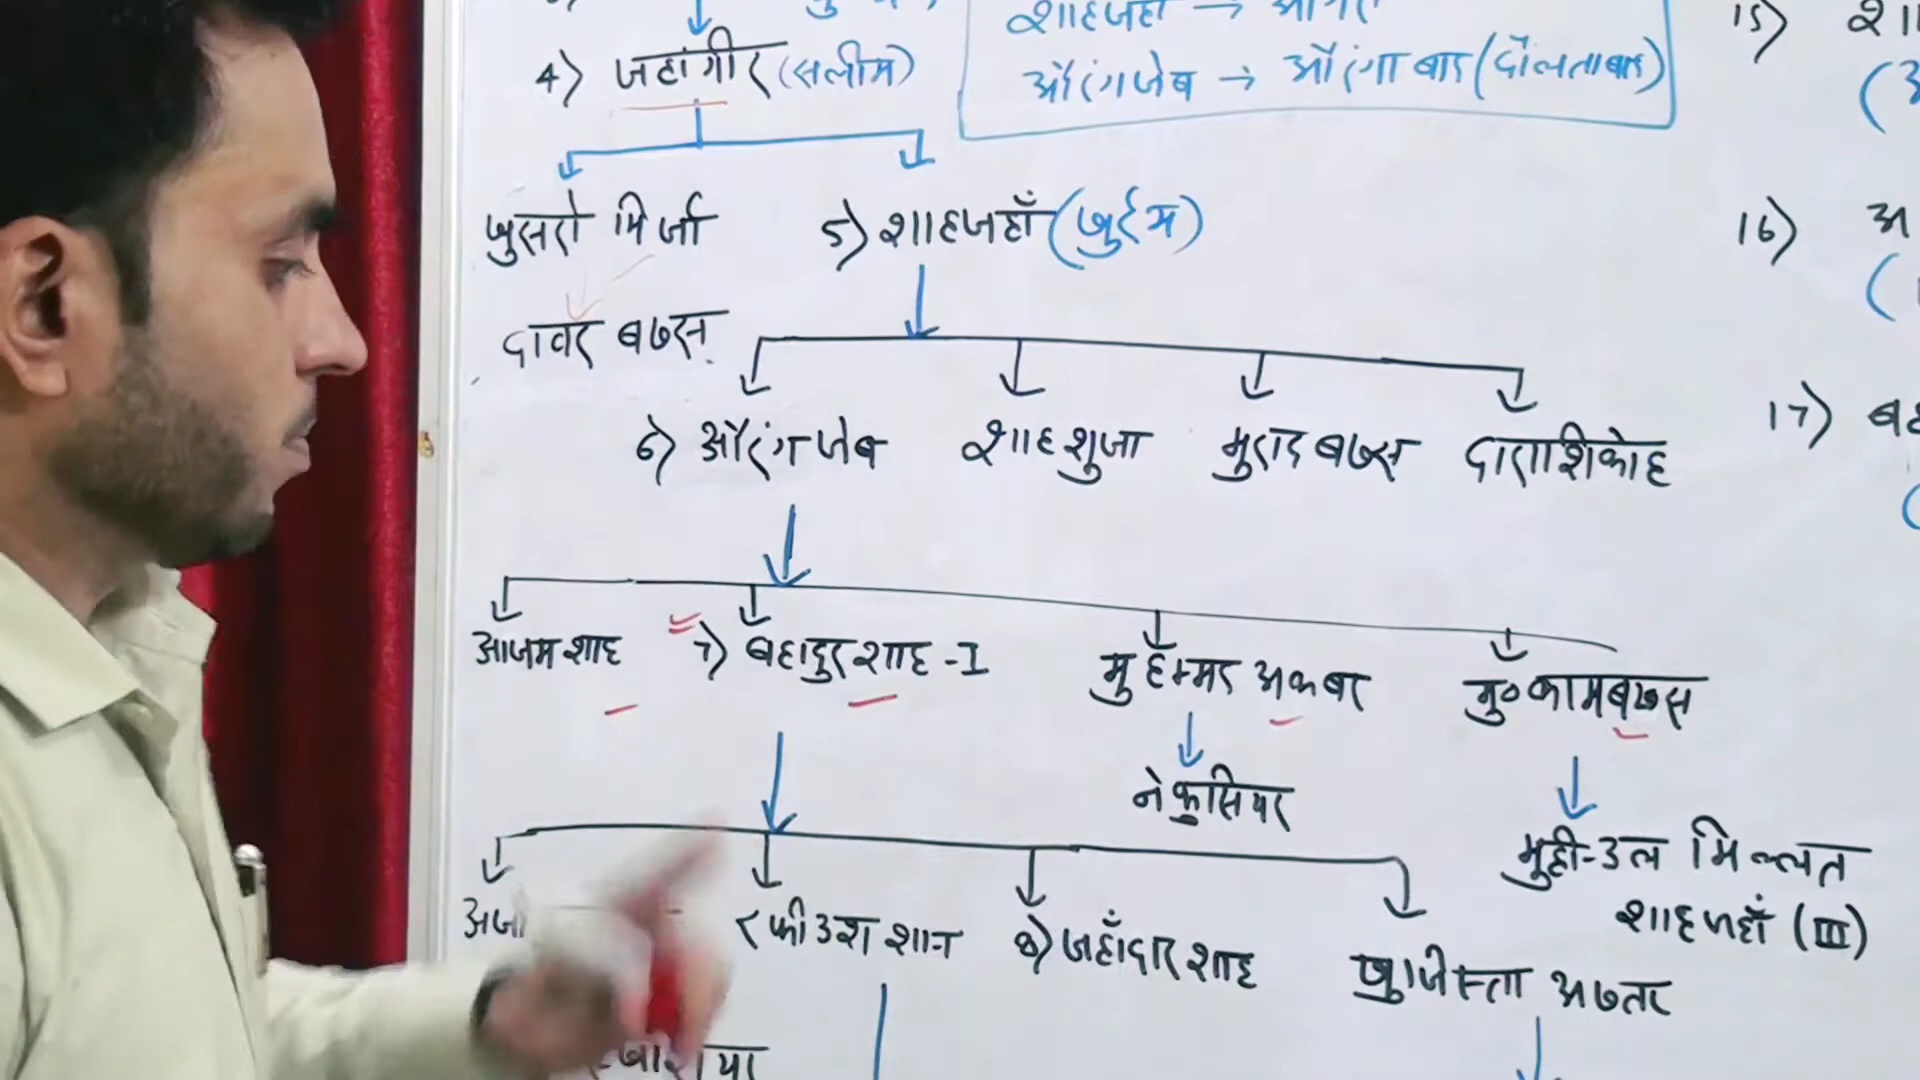 शाहजहाँ →
4) जहांगीर (सलीम)
औरंगजेब → औरंगाबाद (दौलताबाद)
15)
खुसरो मिर्जा
5) शाहजहाँ (खुर्रम)
16)
दावर बख्स
6) औरंगजेब
शाहशुजा
मुरादबख्स
दाराशिकोह
17)
आजमशाह
7) बहादुरशाह-I
मुहम्मद अकबर
मु० कामबख्स
नेकुसियर
मुही-उल मिल्लत
शाहजहाँ (III)
रफीउश शान
8) जहाँदार शाह
खुजिस्ता अख्तर